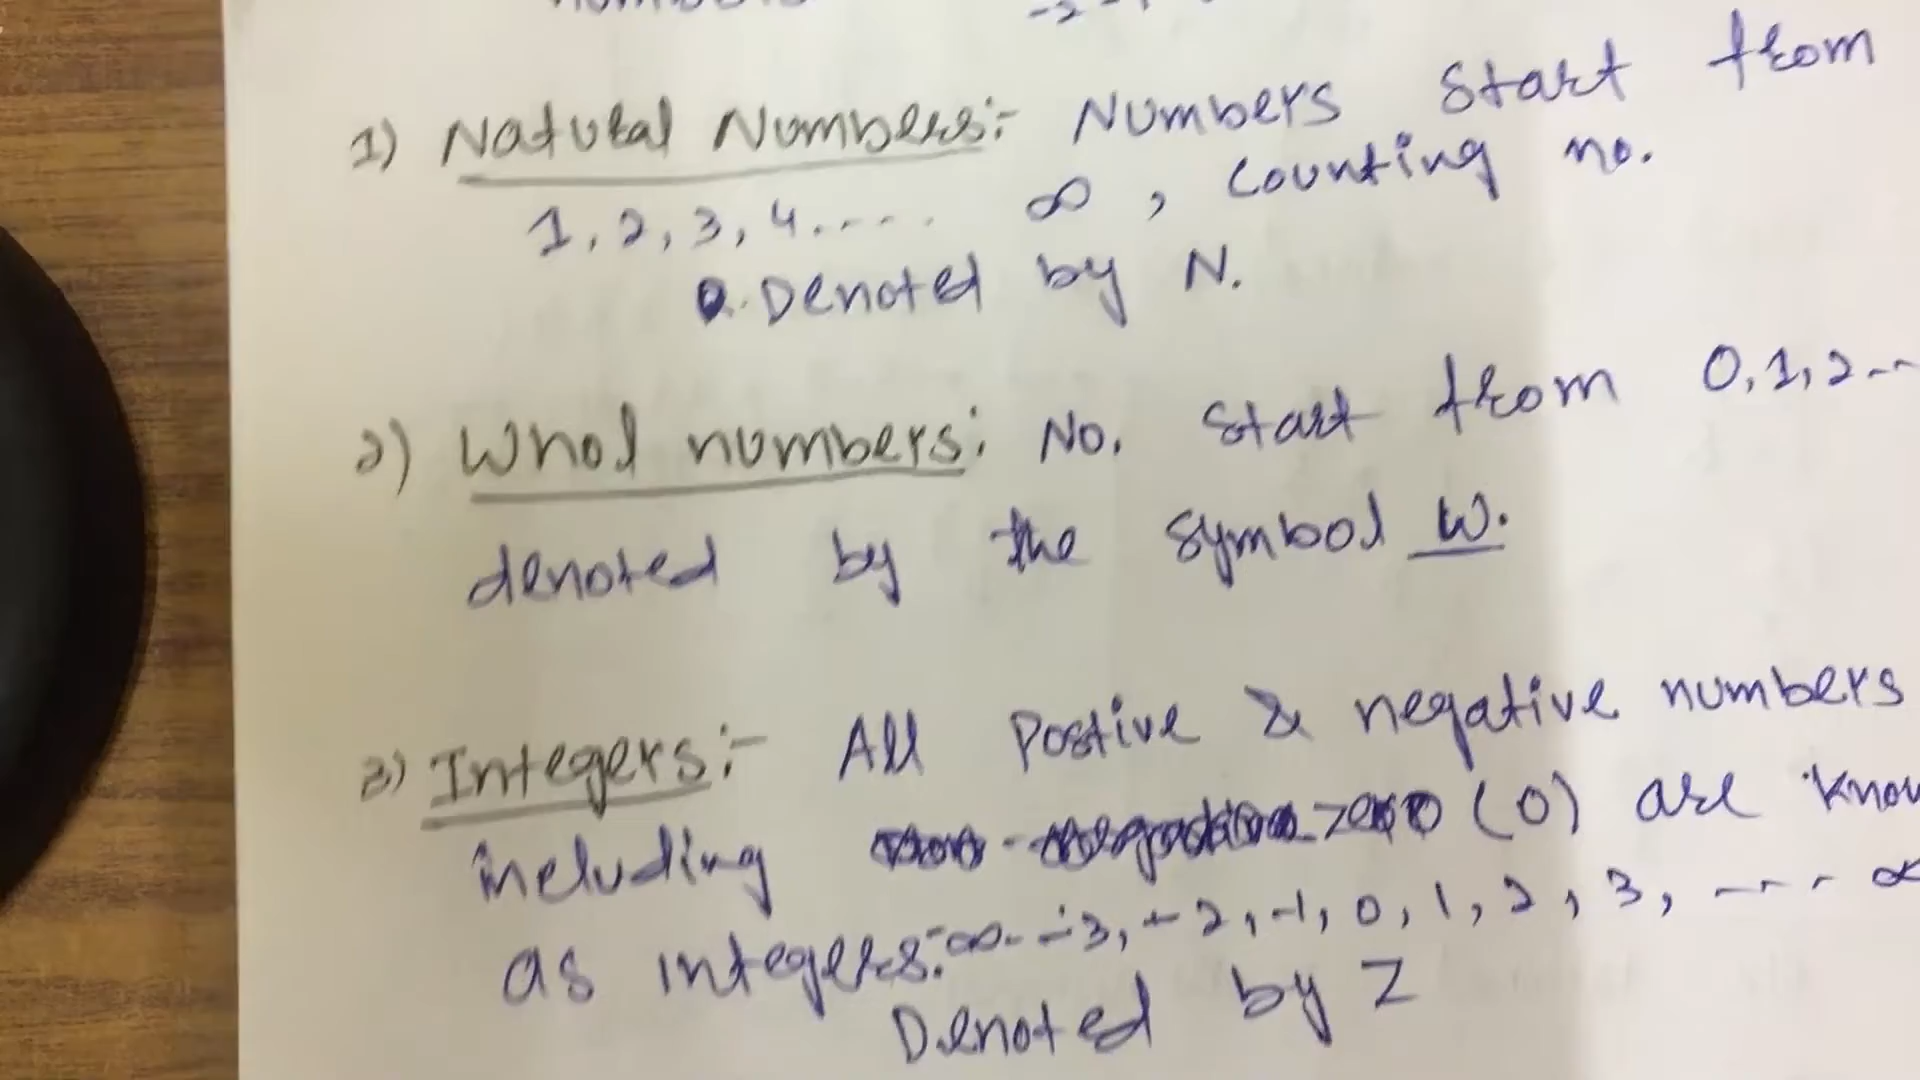 1) Natural Numbers:- Numbers start from
1, 2, 3, 4..... ∞ , Counting no.
Denoted by N.
2) Whol numbers: No. start from 0, 1, 2...
denoted by the symbol W.
3) Integers:- All Postive & negative numbers
including zero (0) are know
as integers: -∞.. -3, -2, -1, 0, 1, 2, 3, .... ∞
Denoted by Z